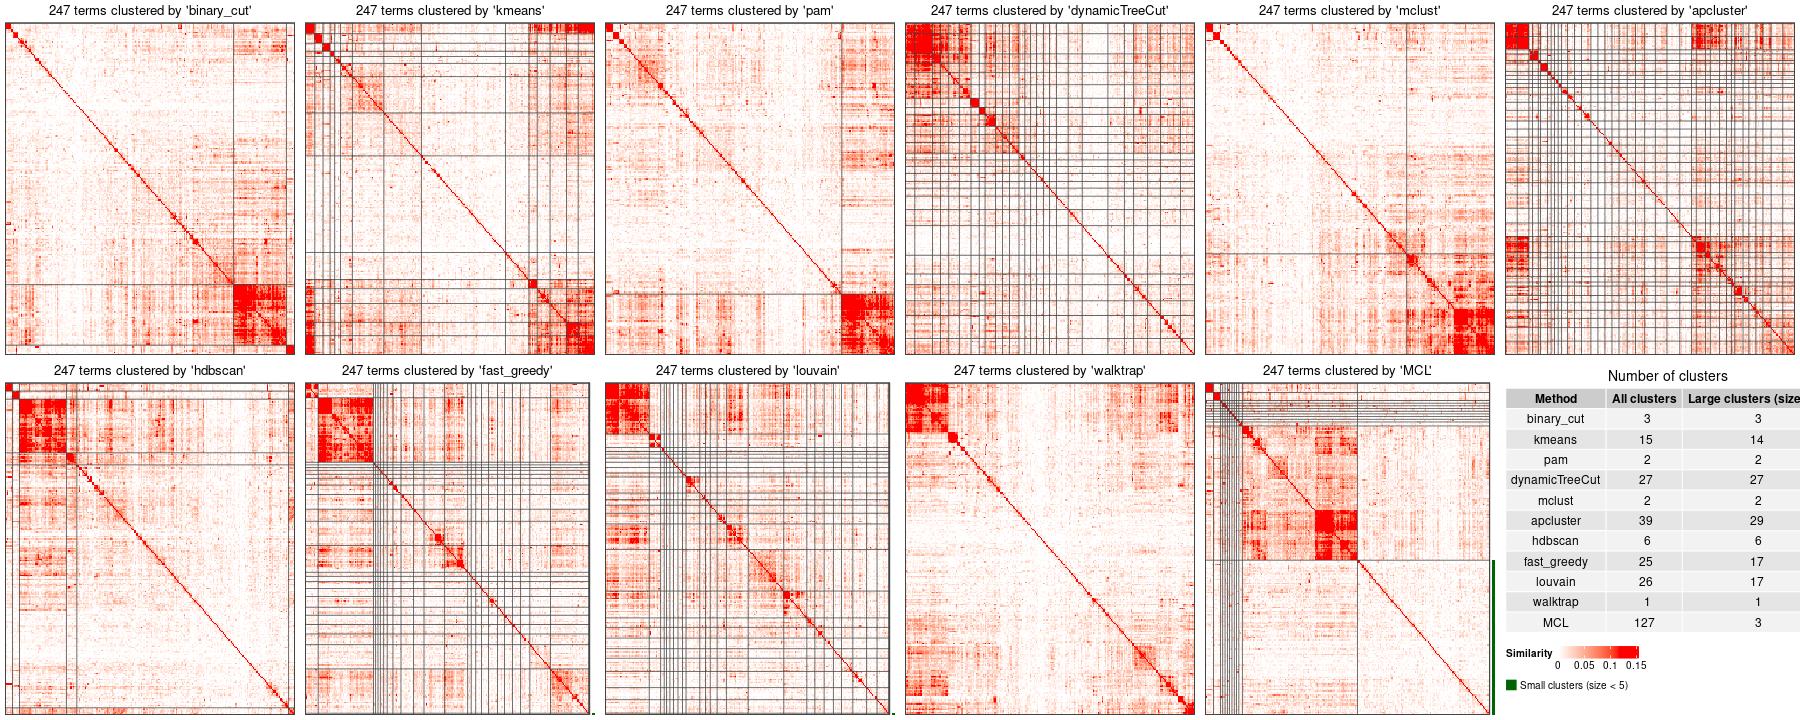 247 terms clustered by 'binary_cut'
247 terms clustered by 'kmeans'
247 terms clustered by 'pam'
247 terms clustered by 'dynamicTreeCut'
247 terms clustered by 'mclust'
247 terms clustered by 'apcluster'
247 terms clustered by 'hdbscan'
247 terms clustered by 'fast_greedy'
247 terms clustered by 'louvain'
247 terms clustered by 'walktrap'
247 terms clustered by 'MCL'
Number of clusters
Method All clusters Large clusters (size
binary_cut 3 3
kmeans 15 14
pam 2 2
dynamicTreeCut 27 27
mclust 2 2
apcluster 39 29
hdbscan 6 6
fast_greedy 25 17
louvain 26 17
walktrap 1 1
MCL 127 3
Similarity
0 0.05 0.1 0.15
Small clusters (size < 5)